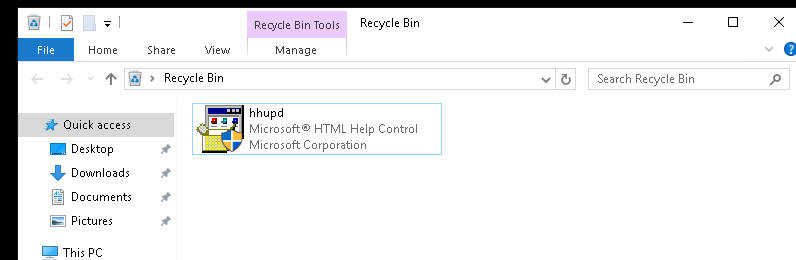 Recycle Bin Tools
Recycle Bin
File
Home
Share
View
Manage
Recycle Bin
Search Recycle Bin
Quick access
Desktop
Downloads
Documents
Pictures
This PC
hhupd
Microsoft® HTML Help Control
Microsoft Corporation